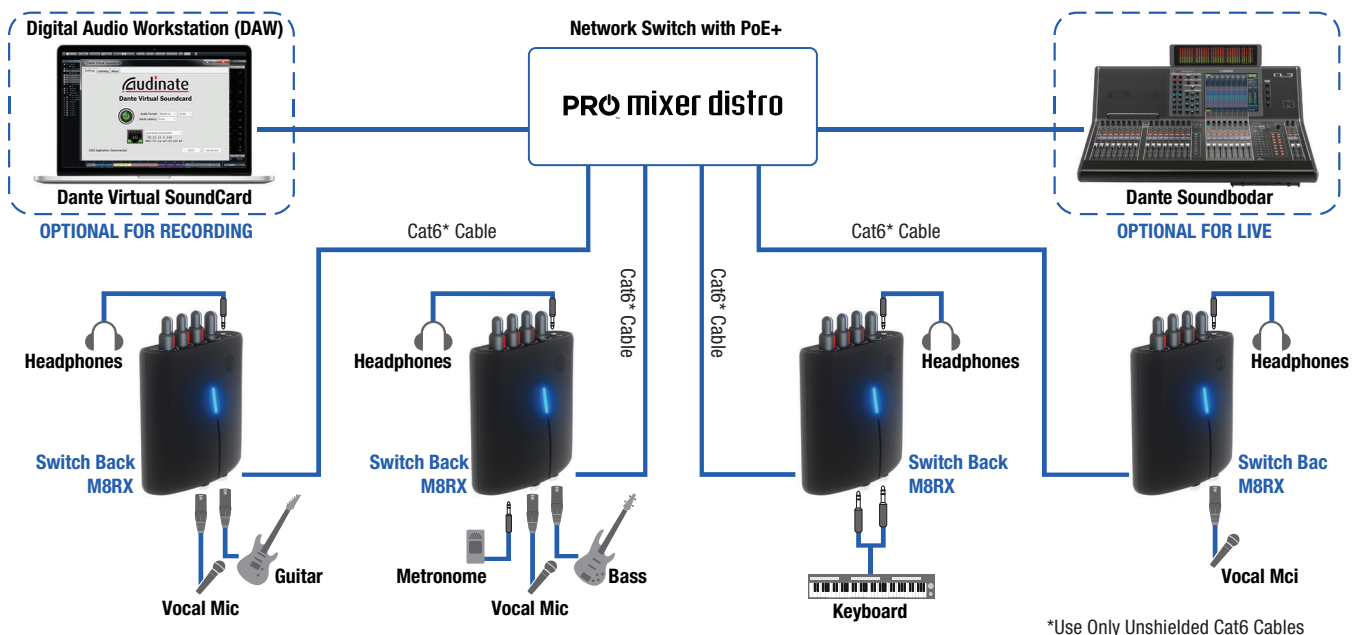 Digital Audio Workstation (DAW)
Network Switch with PoE+
audinate
Dante Virtual Soundcard
PRO mixer distro
Dante Virtual SoundCard
Dante Soundbodar
OPTIONAL FOR RECORDING
OPTIONAL FOR LIVE
Cat6* Cable
Cat6* Cable
Cat6* Cable
Cat6* Cable
Headphones
Headphones
Headphones
Headphones
Switch Back
M8RX
Switch Back
M8RX
Switch Back
M8RX
Switch Bac
M8RX
Guitar
Vocal Mic
Metronome
Bass
Vocal Mic
Keyboard
Vocal Mci
*Use Only Unshielded Cat6 Cables